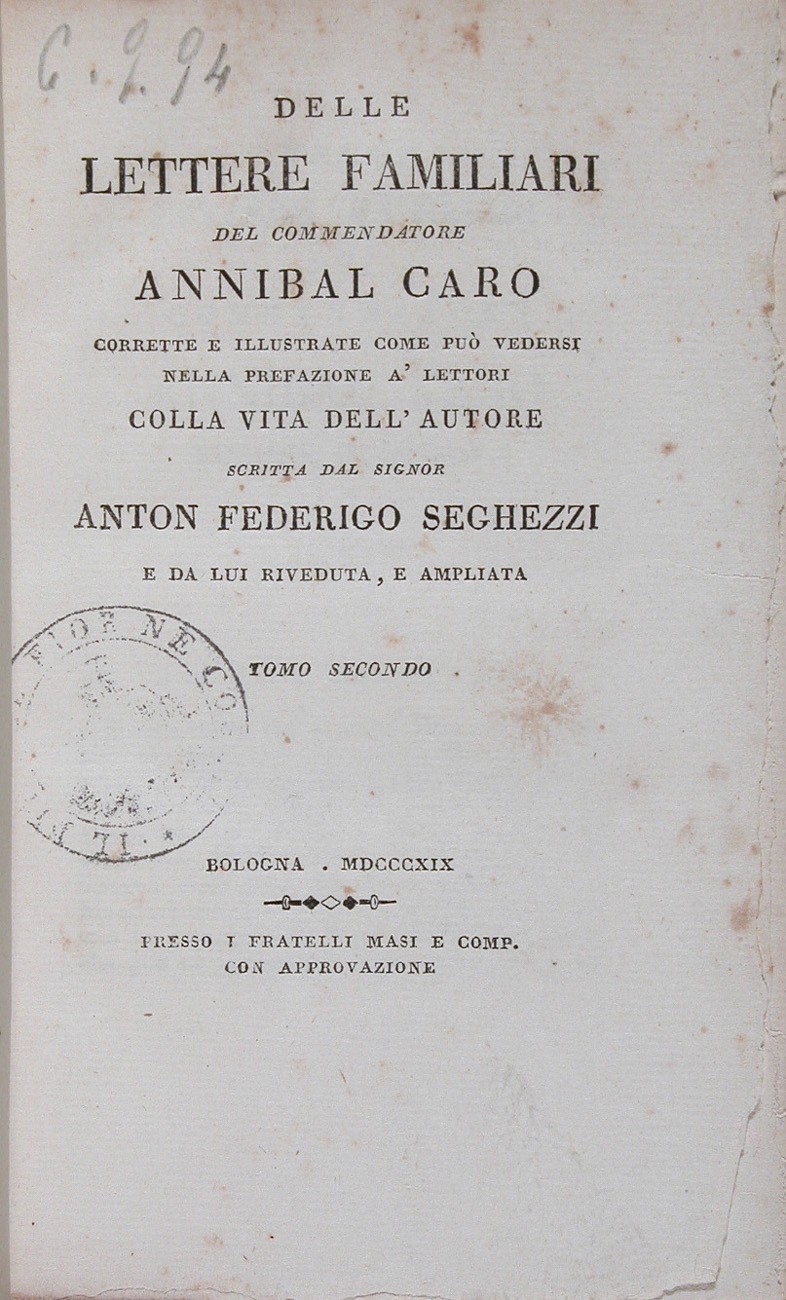 C. 9. 94
DELLE
LETTERE FAMILIARI
DEL COMMENDATORE
ANNIBAL CARO
CORRETTE E ILLUSTRATE COME PUÒ VEDERSI
NELLA PREFAZIONE A' LETTORI
COLLA VITA DELL' AUTORE
SCRITTA DAL SIGNOR
ANTON FEDERIGO SEGHEZZI
E DA LUI RIVEDUTA, E AMPLIATA
TOMO SECONDO.
BOLOGNA . MDCCCXIX
PRESSO I FRATELLI MASI E COMP.
CON APPROVAZIONE